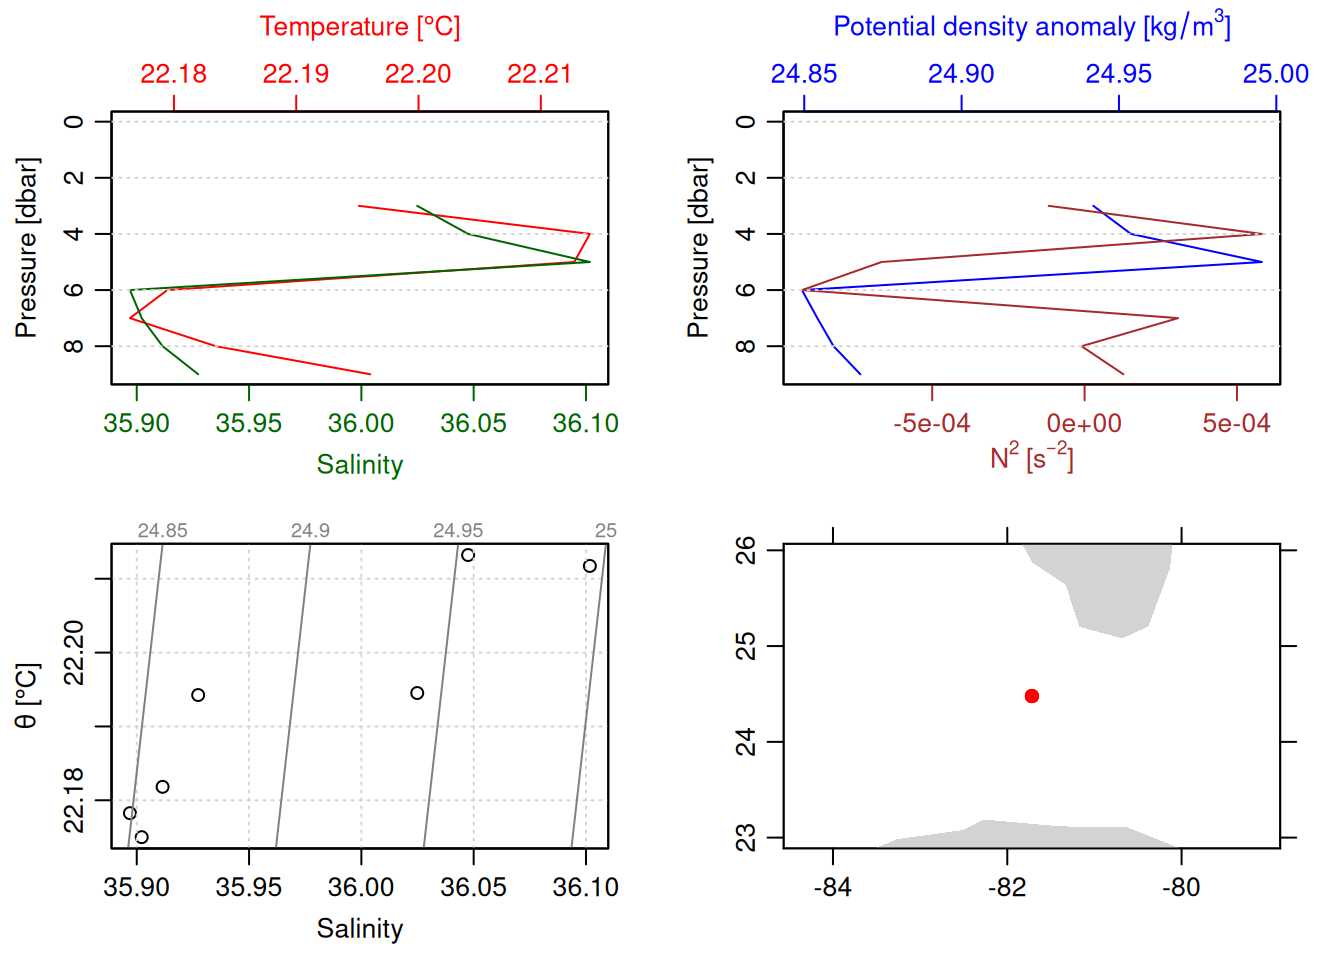 Temperature [°C]
22.18 22.19 22.20 22.21
Pressure [dbar]
0 2 4 6 8
35.90 35.95 36.00 36.05 36.10
Salinity
Potential density anomaly [kg/m³]
24.85 24.90 24.95 25.00
Pressure [dbar]
0 2 4 6 8
-5e-04 0e+00 5e-04
N² [s⁻²]
24.85 24.9 24.95 25
θ [°C]
22.20
22.18
35.90 35.95 36.00 36.05 36.10
Salinity
26
25
24
23
-84 -82 -80